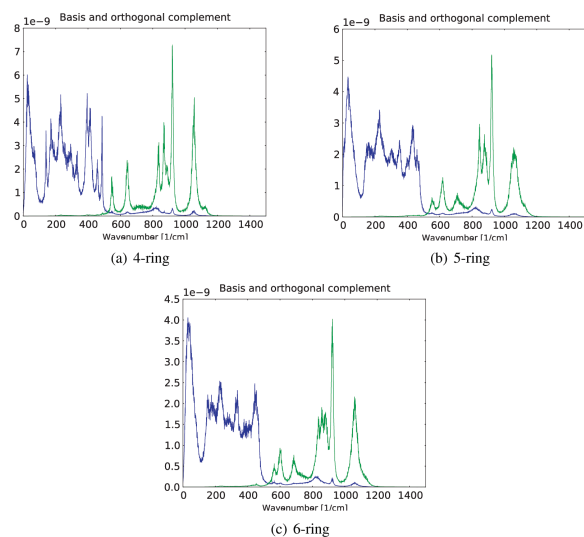 Basis and orthogonal complement
1e−9
8
7
6
5
4
3
2
1
0
0 200 400 600 800 1000 1200 1400
Wavenumber [1/cm]
(a) 4-ring
Basis and orthogonal complement
1e−9
6
5
4
3
2
1
0
0 200 400 600 800 1000 1200 1400
Wavenumber [1/cm]
(b) 5-ring
Basis and orthogonal complement
1e−9
4.5
4.0
3.5
3.0
2.5
2.0
1.5
1.0
0.5
0.0
0 200 400 600 800 1000 1200 1400
Wavenumber [1/cm]
(c) 6-ring